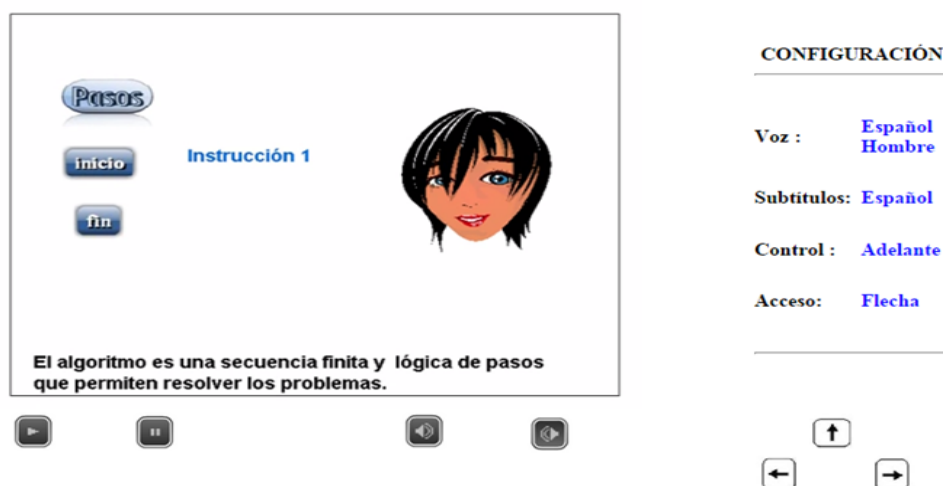 Pasos
inicio
Instrucción 1
fin
El algoritmo es una secuencia finita y lógica de pasos
que permiten resolver los problemas.
CONFIGURACIÓN
Voz : Español
Hombre
Subtítulos: Español
Control : Adelante
Acceso: Flecha